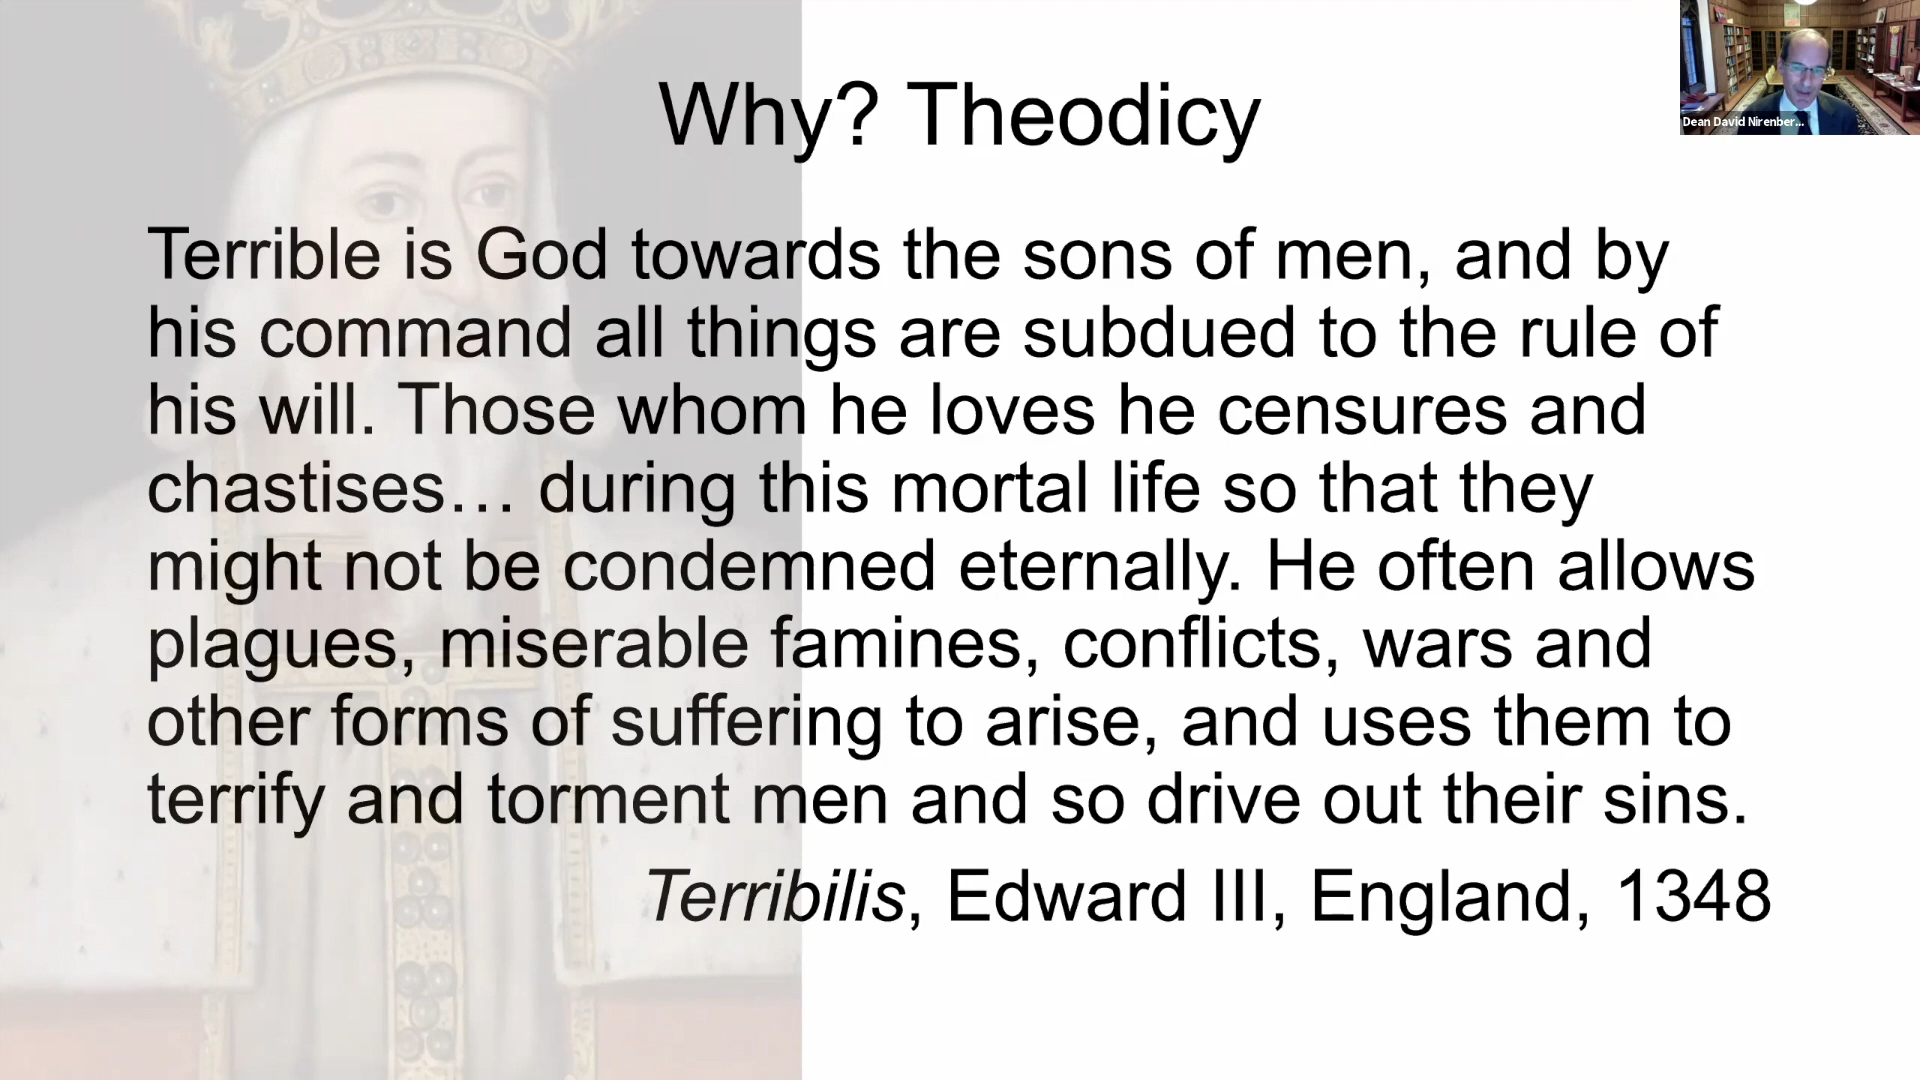 Why? Theodicy
Dean David Nirenber...
Terrible is God towards the sons of men, and by
his command all things are subdued to the rule of
his will. Those whom he loves he censures and
chastises… during this mortal life so that they
might not be condemned eternally. He often allows
plagues, miserable famines, conflicts, wars and
other forms of suffering to arise, and uses them to
terrify and torment men and so drive out their sins.
Terribilis, Edward III, England, 1348